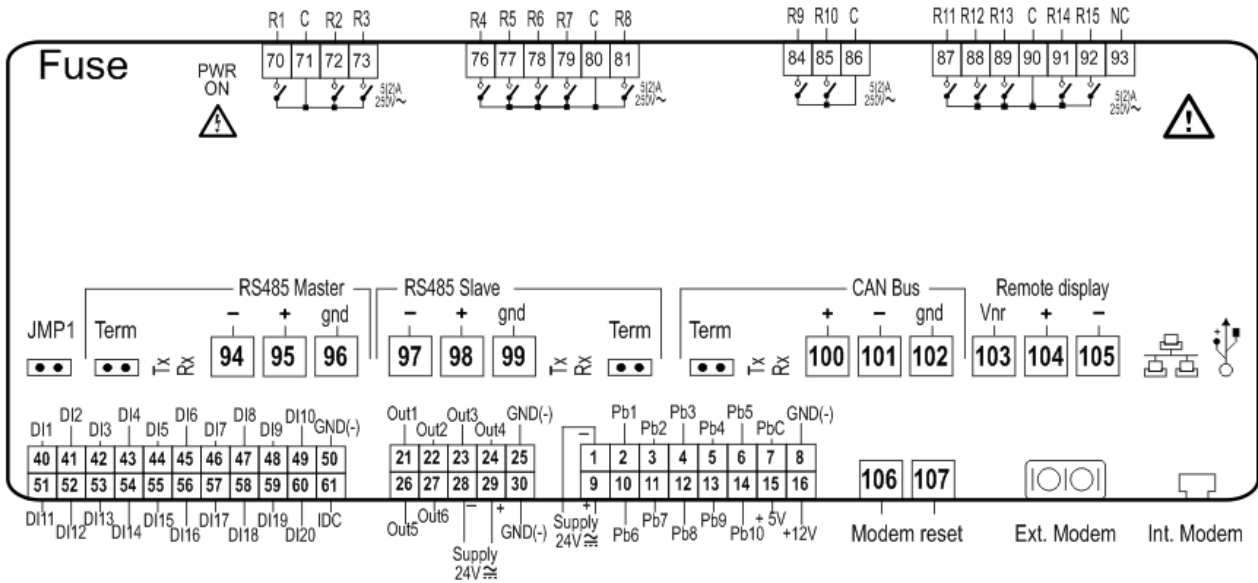 R1 C R2 R3 R4 R5 R6 R7 C R8 R9 R10 C R11 R12 R13 C R14 R15 NC
Fuse
PWR
ON
70 71 72 73 76 77 78 79 80 81 84 85 86 87 88 89 90 91 92 93
5(2)A
250V~
5(2)A
250V~
5(2)A
250V~
5(2)A
250V~
RS485 Master RS485 Slave CAN Bus Remote display
JMP1 Term - + gnd - + gnd Term Term + - gnd Vnr + -
Tx Rx 94 95 96 97 98 99 Tx Rx Tx Rx 100 101 102 103 104 105
DI1 DI2 DI3 DI4 DI5 DI6 DI7 DI8 DI9 DI10 GND(-)
40 41 42 43 44 45 46 47 48 49 50
51 52 53 54 55 56 57 58 59 60 61
DI11 DI12 DI13 DI14 DI15 DI16 DI17 DI18 DI19 DI20 IDC
Out1 Out2 Out3 Out4 GND(-)
21 22 23 24 25
26 27 28 29 30
Out5 Out6 - + GND(-)
Supply
24V
- Pb1 Pb2 Pb3 Pb4 Pb5 PbC GND(-)
1 2 3 4 5 6 7 8
9 10 11 12 13 14 15 16
+ Pb6 Pb7 Pb8 Pb9 Pb10 + 5V +12V
Supply
24V
106 107
Modem reset Ext. Modem Int. Modem